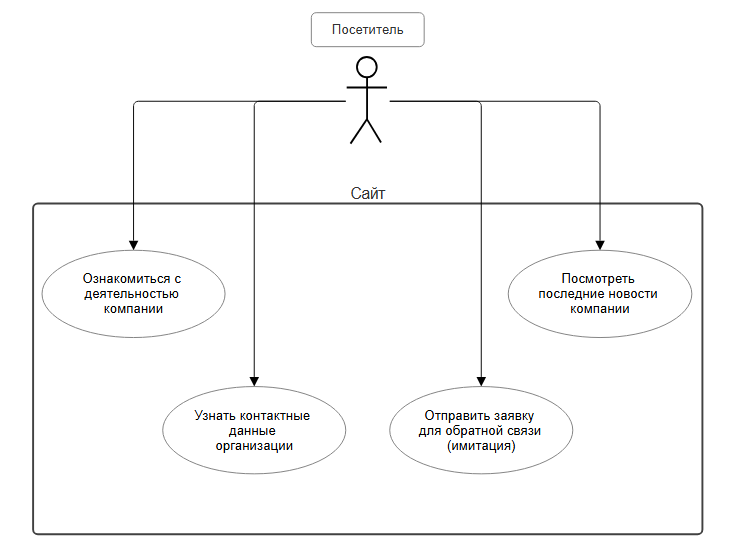 Посетитель
Сайт
Ознакомиться с
деятельностью
компании
Посмотреть
последние новости
компании
Узнать контактные
данные
организации
Отправить заявку
для обратной связи
(имитация)